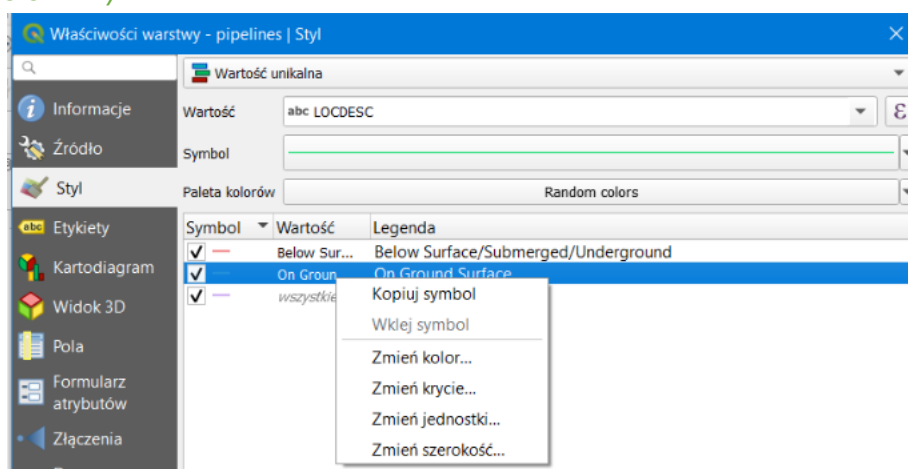 Właściwości warstwy - pipelines | Styl
Wartość unikalna
Informacje
Wartość
abc LOCDESC
ε
Źródło
Symbol
Styl
Paleta kolorów
Random colors
abc Etykiety
Symbol Wartość Legenda
Below Sur... Below Surface/Submerged/Underground
Kartodiagram
On Groun On Ground Surface
wszystkie
Kopiuj symbol
Widok 3D
Wklej symbol
Pola
Zmień kolor...
Formularz
atrybutów
Zmień krycie...
Zmień jednostki...
Złączenia
Zmień szerokość...